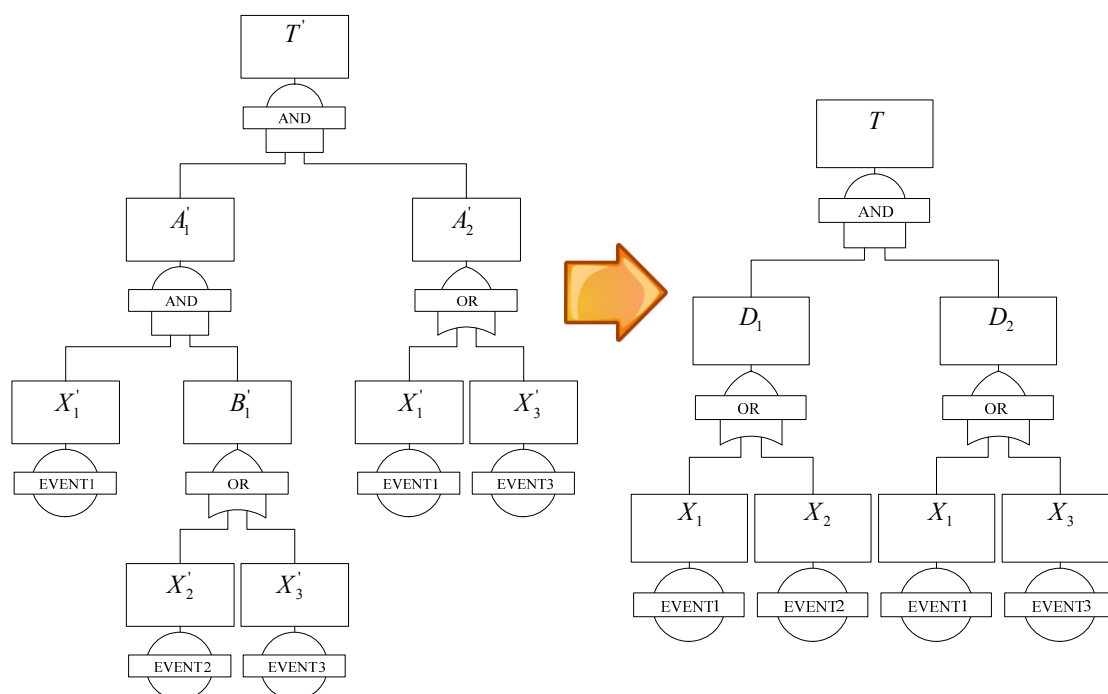 T'
AND
A'₁
A'₂
AND
OR
X'₁
B'₁
X'₁
X'₃
EVENT1
OR
EVENT1
EVENT3
X'₂
X'₃
EVENT2
EVENT3
T
AND
D₁
D₂
OR
OR
X₁
X₂
X₁
X₃
EVENT1
EVENT2
EVENT1
EVENT3